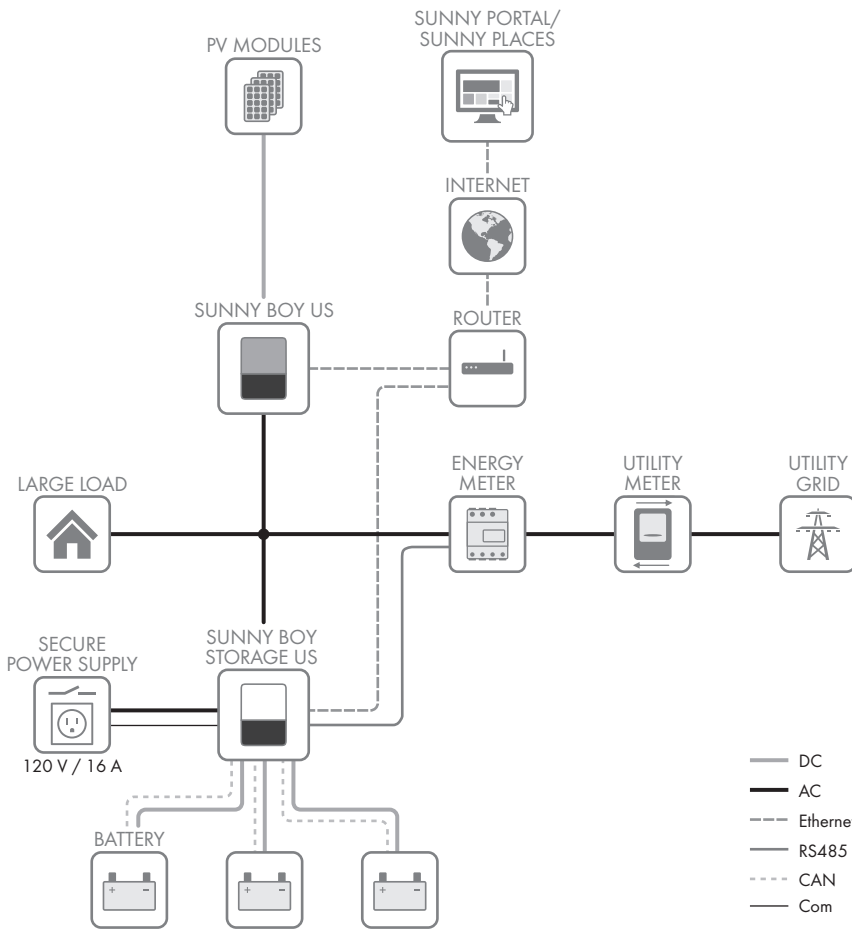 SUNNY PORTAL/
SUNNY PLACES
PV MODULES
INTERNET
SUNNY BOY US
ROUTER
LARGE LOAD
ENERGY
METER
UTILITY
METER
UTILITY
GRID
SECURE
POWER SUPPLY
SUNNY BOY
STORAGE US
120 V / 16 A
BATTERY
+ -
+ -
+ -
DC
AC
Ethernet
RS485
CAN
Com